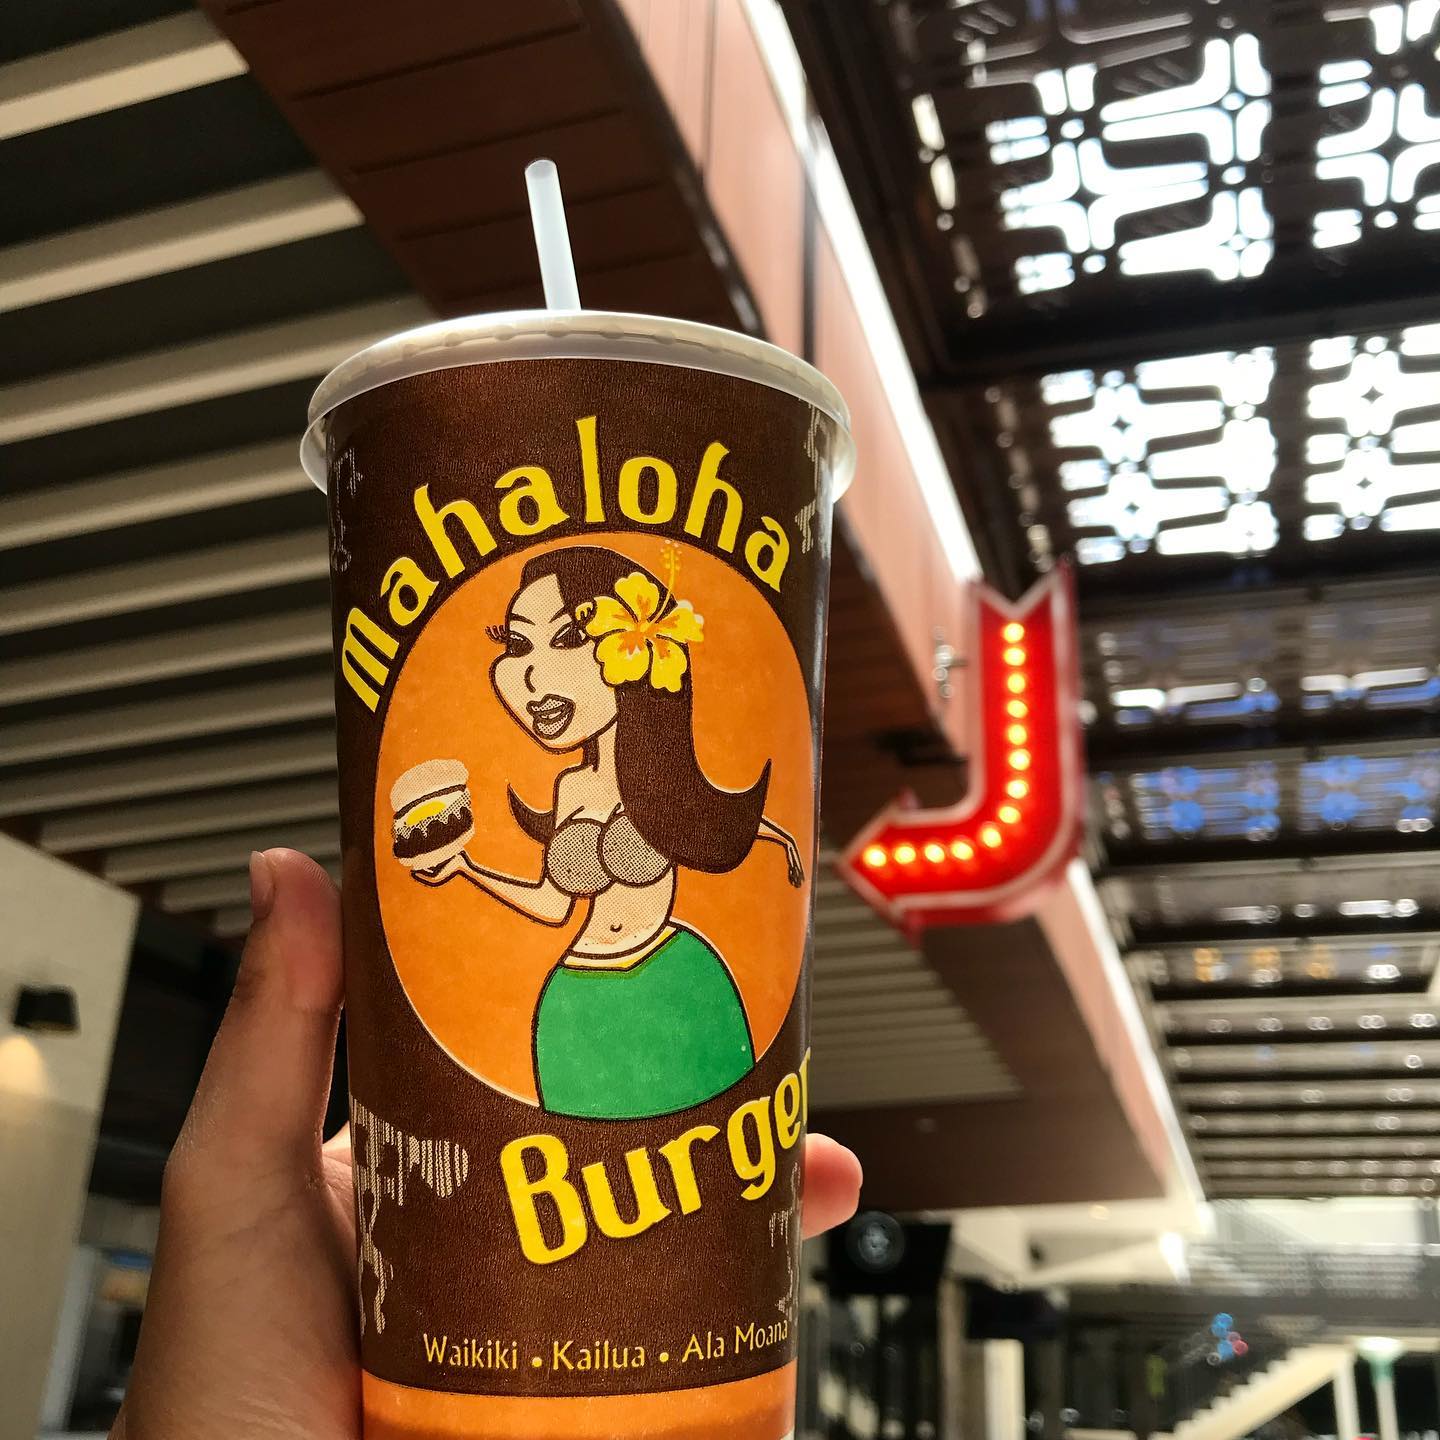 Mahaloha
Burger
Waikiki • Kailua • Ala Moana